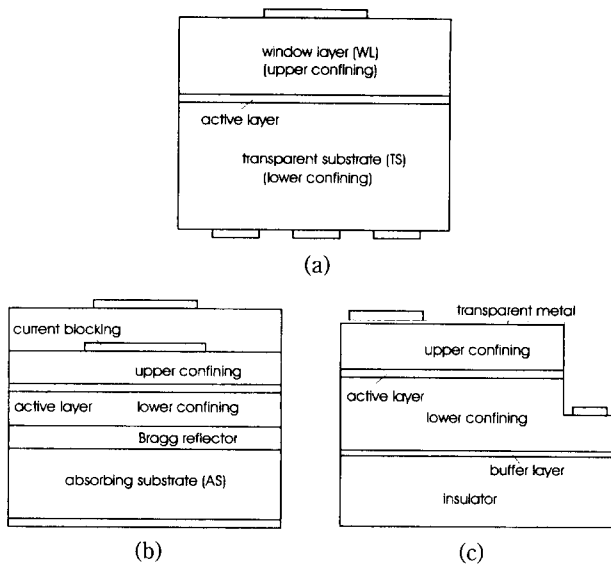 window layer (WL)
(upper confining)
active layer
transparent substrate (TS)
(lower confining)
(a)
current blocking
upper confining
active layer lower confining
Bragg reflector
absorbing substrate (AS)
(b)
transparent metal
upper confining
active layer
lower confining
buffer layer
insulator
(c)